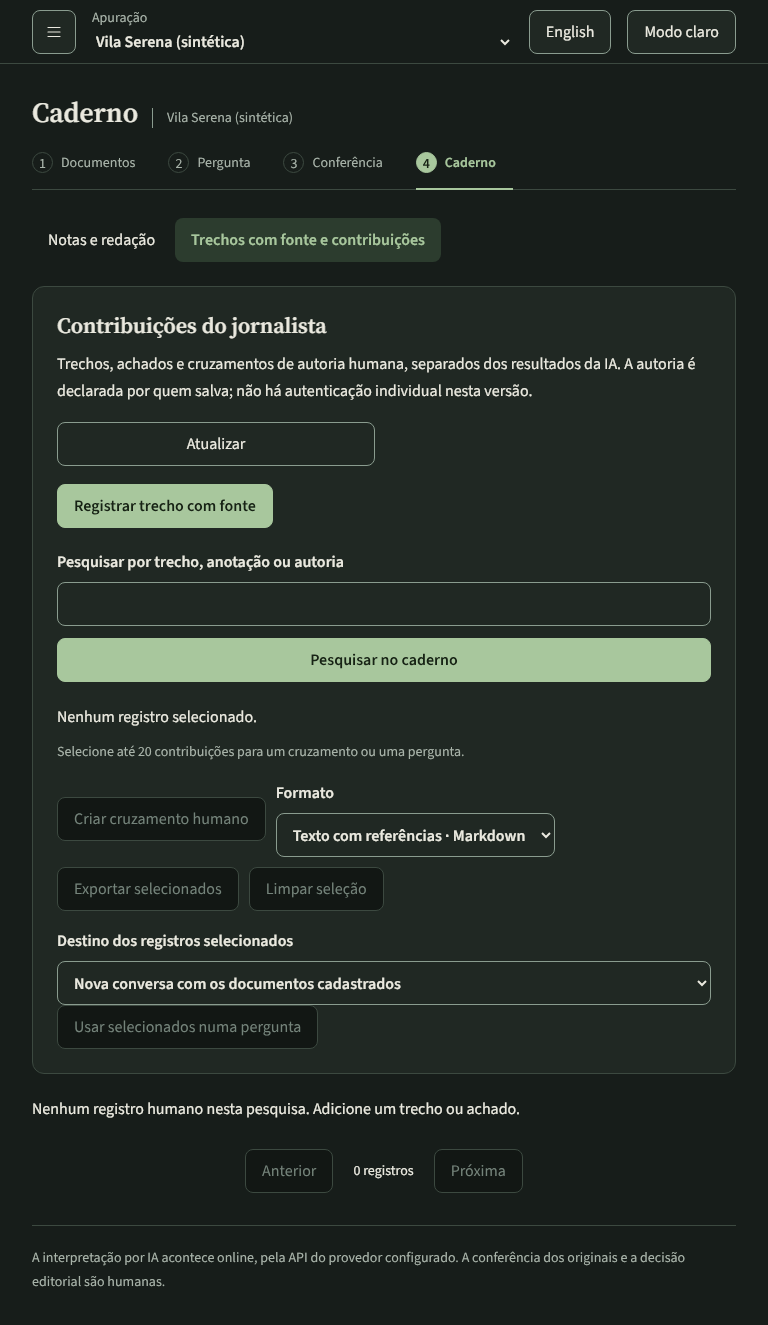 Apuração
Vila Serena (sintética)
English
Modo claro
Caderno
Vila Serena (sintética)
1 Documentos
2 Pergunta
3 Conferência
4 Caderno
Notas e redação
Trechos com fonte e contribuições
Contribuições do jornalista
Trechos, achados e cruzamentos de autoria humana, separados dos resultados da IA. A autoria é
declarada por quem salva; não há autenticação individual nesta versão.
Atualizar
Registrar trecho com fonte
Pesquisar por trecho, anotação ou autoria
Pesquisar no caderno
Nenhum registro selecionado.
Selecione até 20 contribuições para um cruzamento ou uma pergunta.
Criar cruzamento humano
Formato
Texto com referências · Markdown
Exportar selecionados
Limpar seleção
Destino dos registros selecionados
Nova conversa com os documentos cadastrados
Usar selecionados numa pergunta
Nenhum registro humano nesta pesquisa. Adicione um trecho ou achado.
Anterior
0 registros
Próxima
A interpretação por IA acontece online, pela API do provedor configurado. A conferência dos originais e a decisão
editorial são humanas.